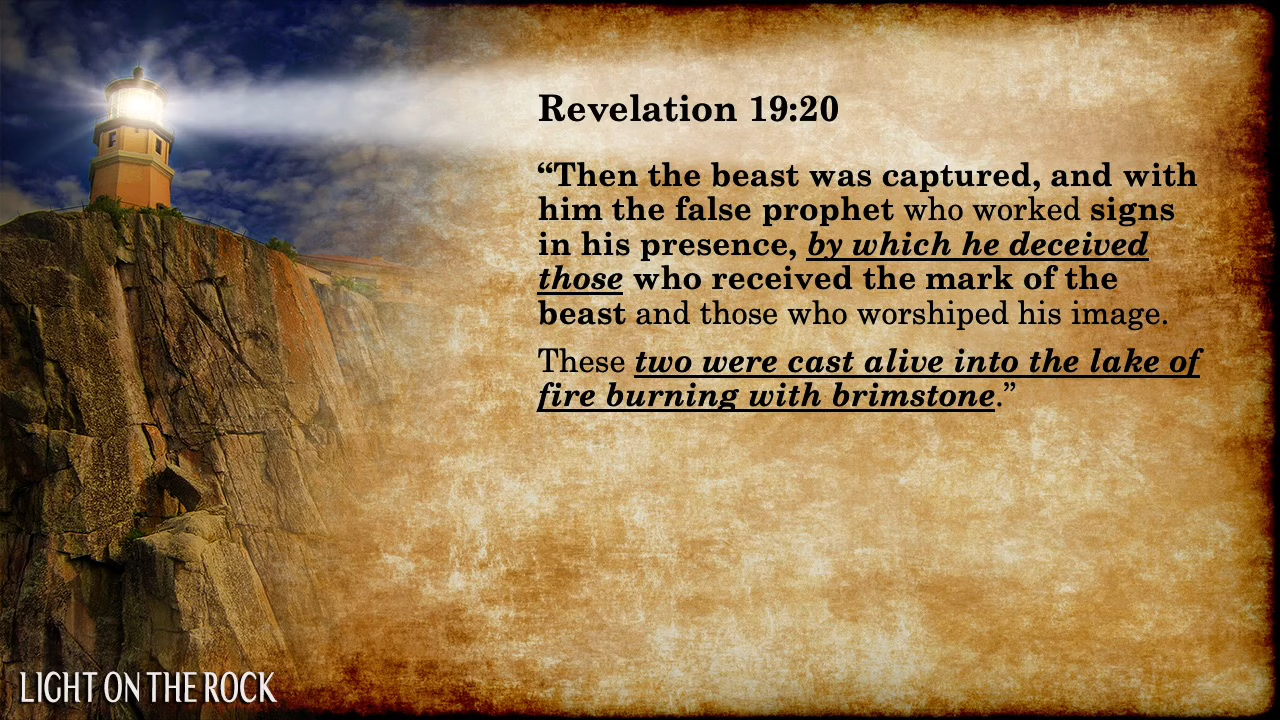 Revelation 19:20
“Then the beast was captured, and with
him the false prophet who worked signs
in his presence, by which he deceived
those who received the mark of the
beast and those who worshiped his image.
These two were cast alive into the lake of
fire burning with brimstone.”
LIGHT ON THE ROCK